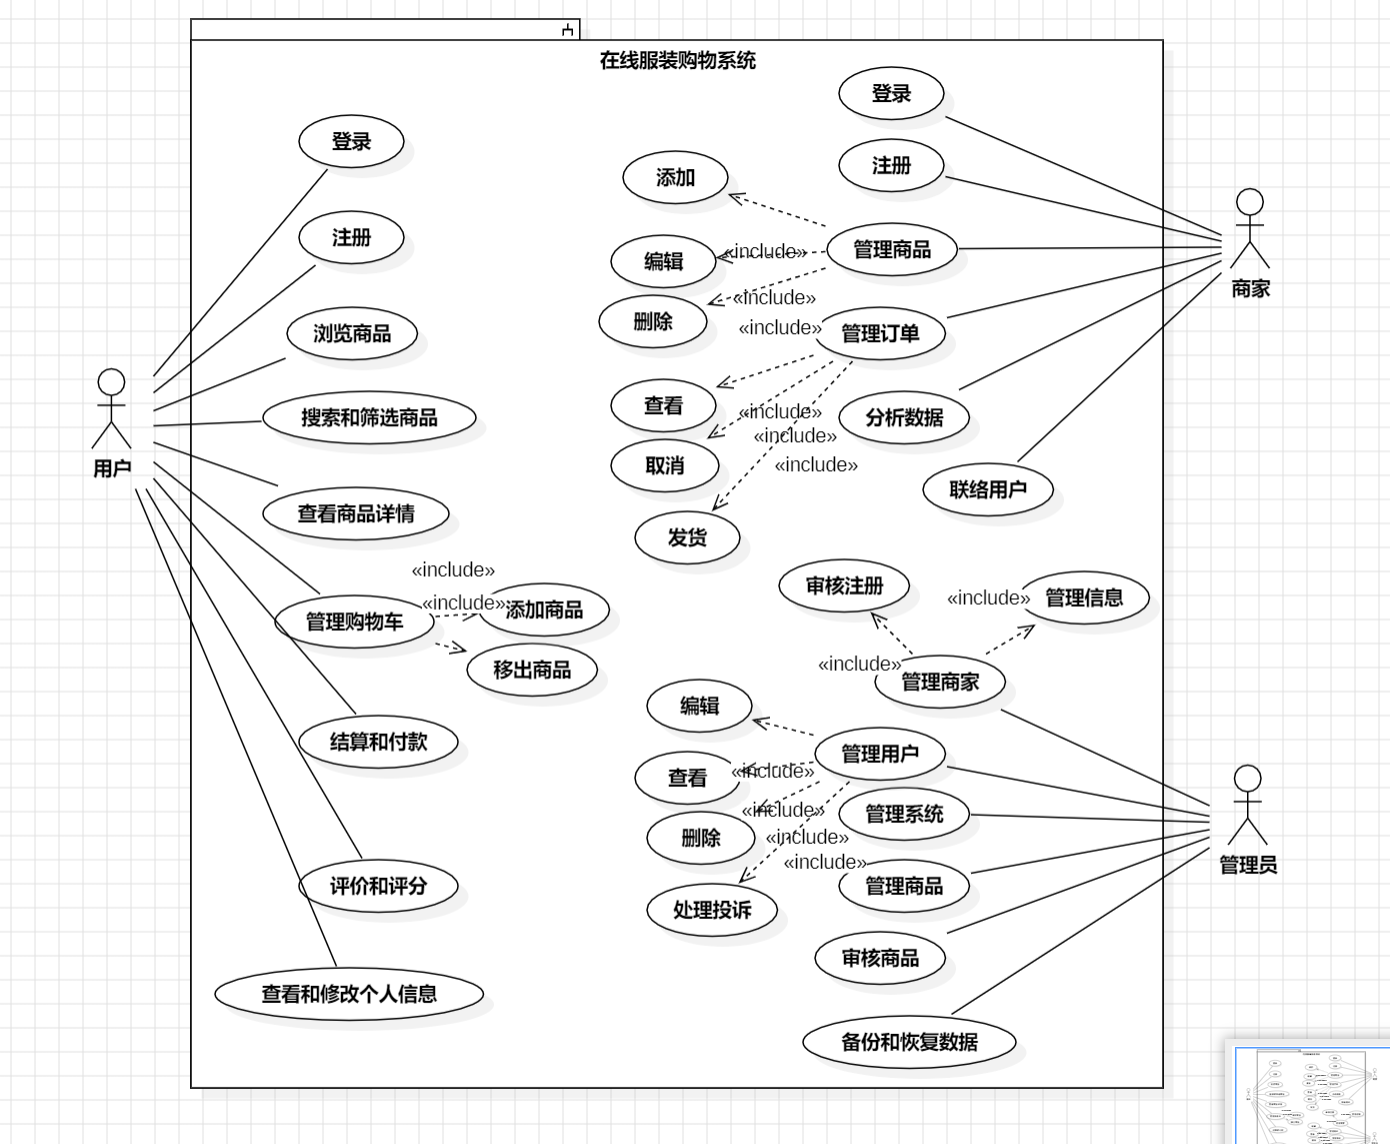 在线服装购物系统
登录
注册
浏览商品
搜索和筛选商品
查看商品详情
管理购物车
«include»
«include»
添加商品
移出商品
结算和付款
评价和评分
查看和修改个人信息
用户
登录
注册
添加
管理商品
编辑
«include»
删除
«include»
«include»
管理订单
查看
«include»
分析数据
«include»
取消
«include»
联络用户
发货
商家
审核注册
«include»
管理信息
«include»
管理商家
编辑
管理用户
查看
«include»
«include»
管理系统
删除
«include»
«include»
管理商品
处理投诉
审核商品
备份和恢复数据
管理员